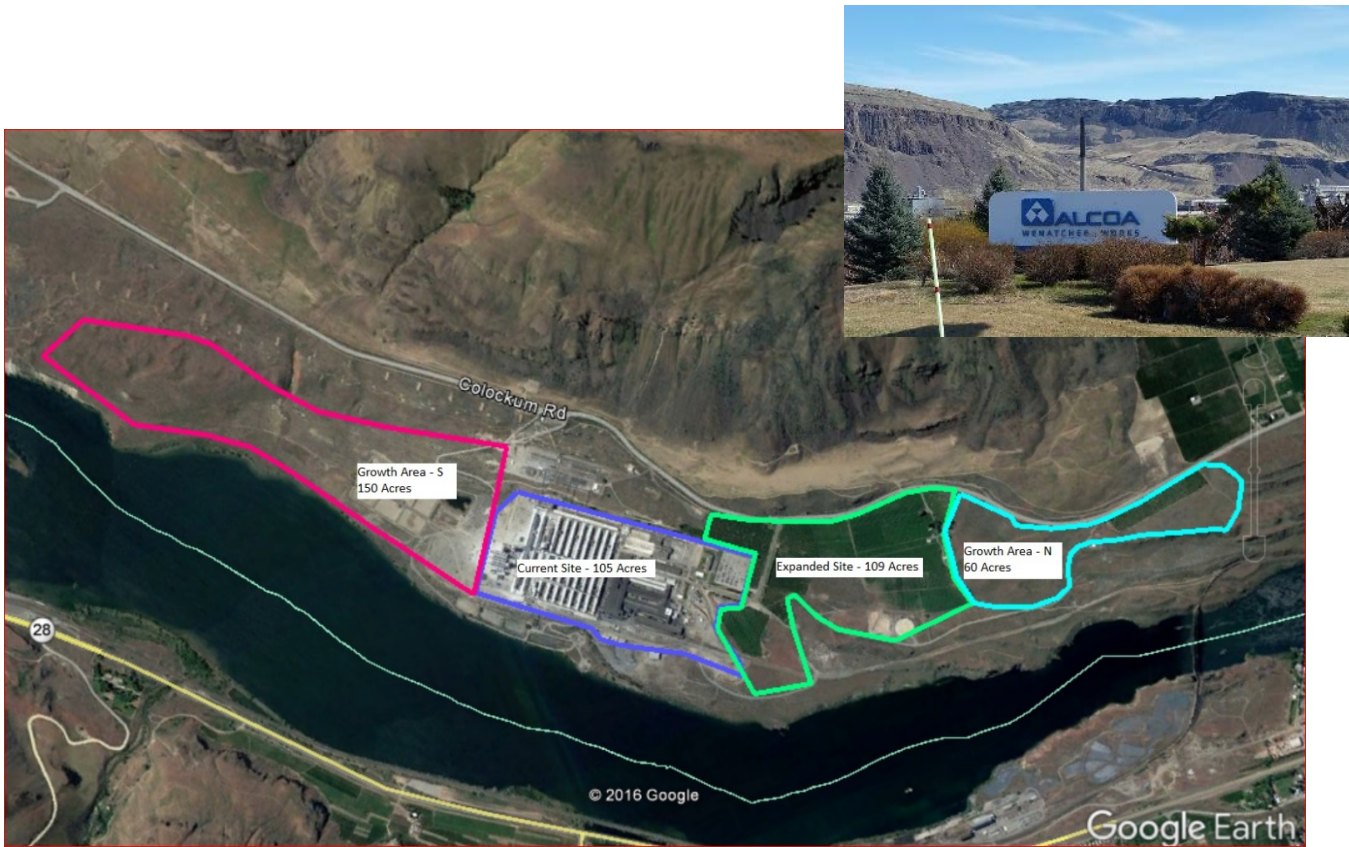 ALCOA
WENATCHEE WORKS
Colockum Rd
Growth Area - S
150 Acres
Current Site - 105 Acres
Expanded Site - 109 Acres
Growth Area - N
60 Acres
28
© 2016 Google
Google Earth